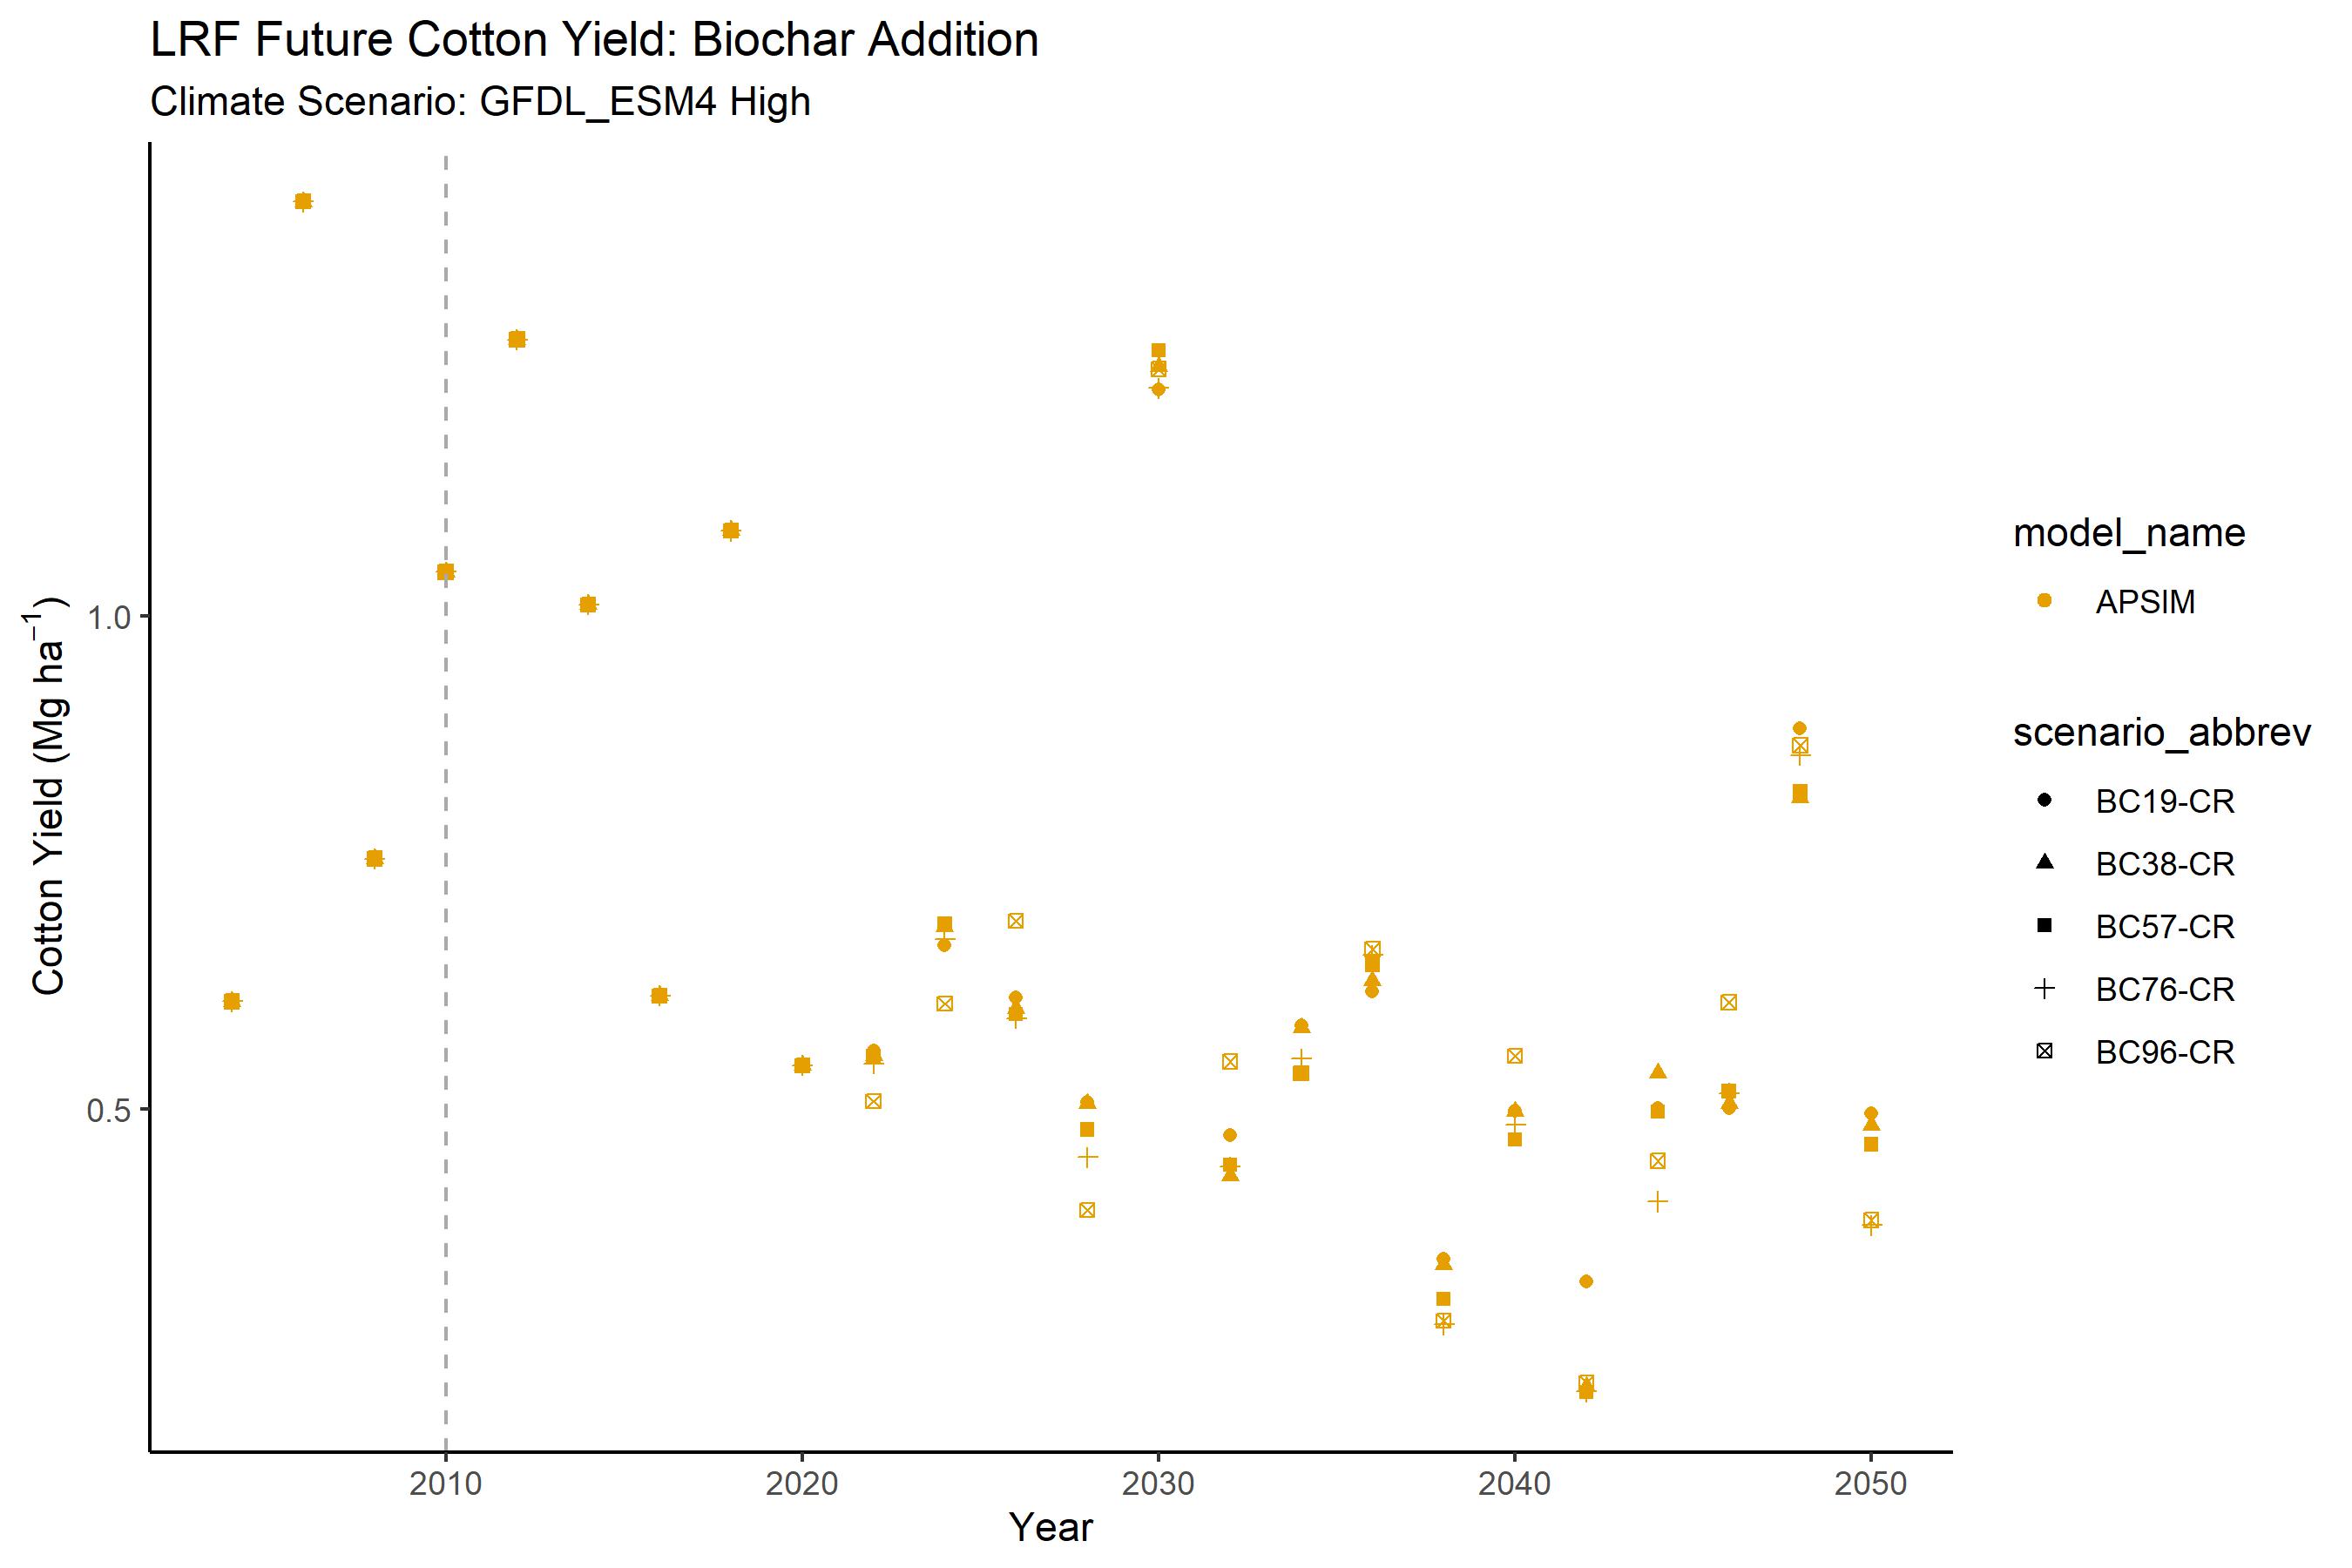 LRF Future Cotton Yield: Biochar Addition
Climate Scenario: GFDL_ESM4 High
Cotton Yield (Mg ha⁻¹)
1.0
0.5
2010
2020
2030
2040
2050
Year
model_name
APSIM
scenario_abbrev
BC19-CR
BC38-CR
BC57-CR
BC76-CR
BC96-CR